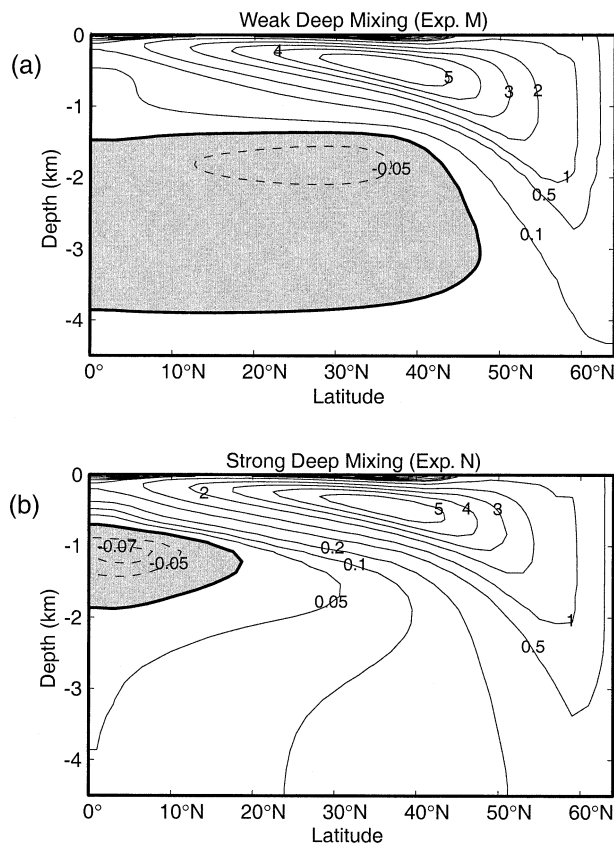 Weak Deep Mixing (Exp. M)
(a)
0
-1
-2
-3
-4
Depth (km)
4
5
3
2
1
0.5
0.1
-0.05
0° 10°N 20°N 30°N 40°N 50°N 60°N
Latitude
Strong Deep Mixing (Exp. N)
(b)
0
-1
-2
-3
-4
Depth (km)
2
5
4
3
0.2
0.1
0.05
1
0.5
-0.07
-0.05
0° 10°N 20°N 30°N 40°N 50°N 60°N
Latitude